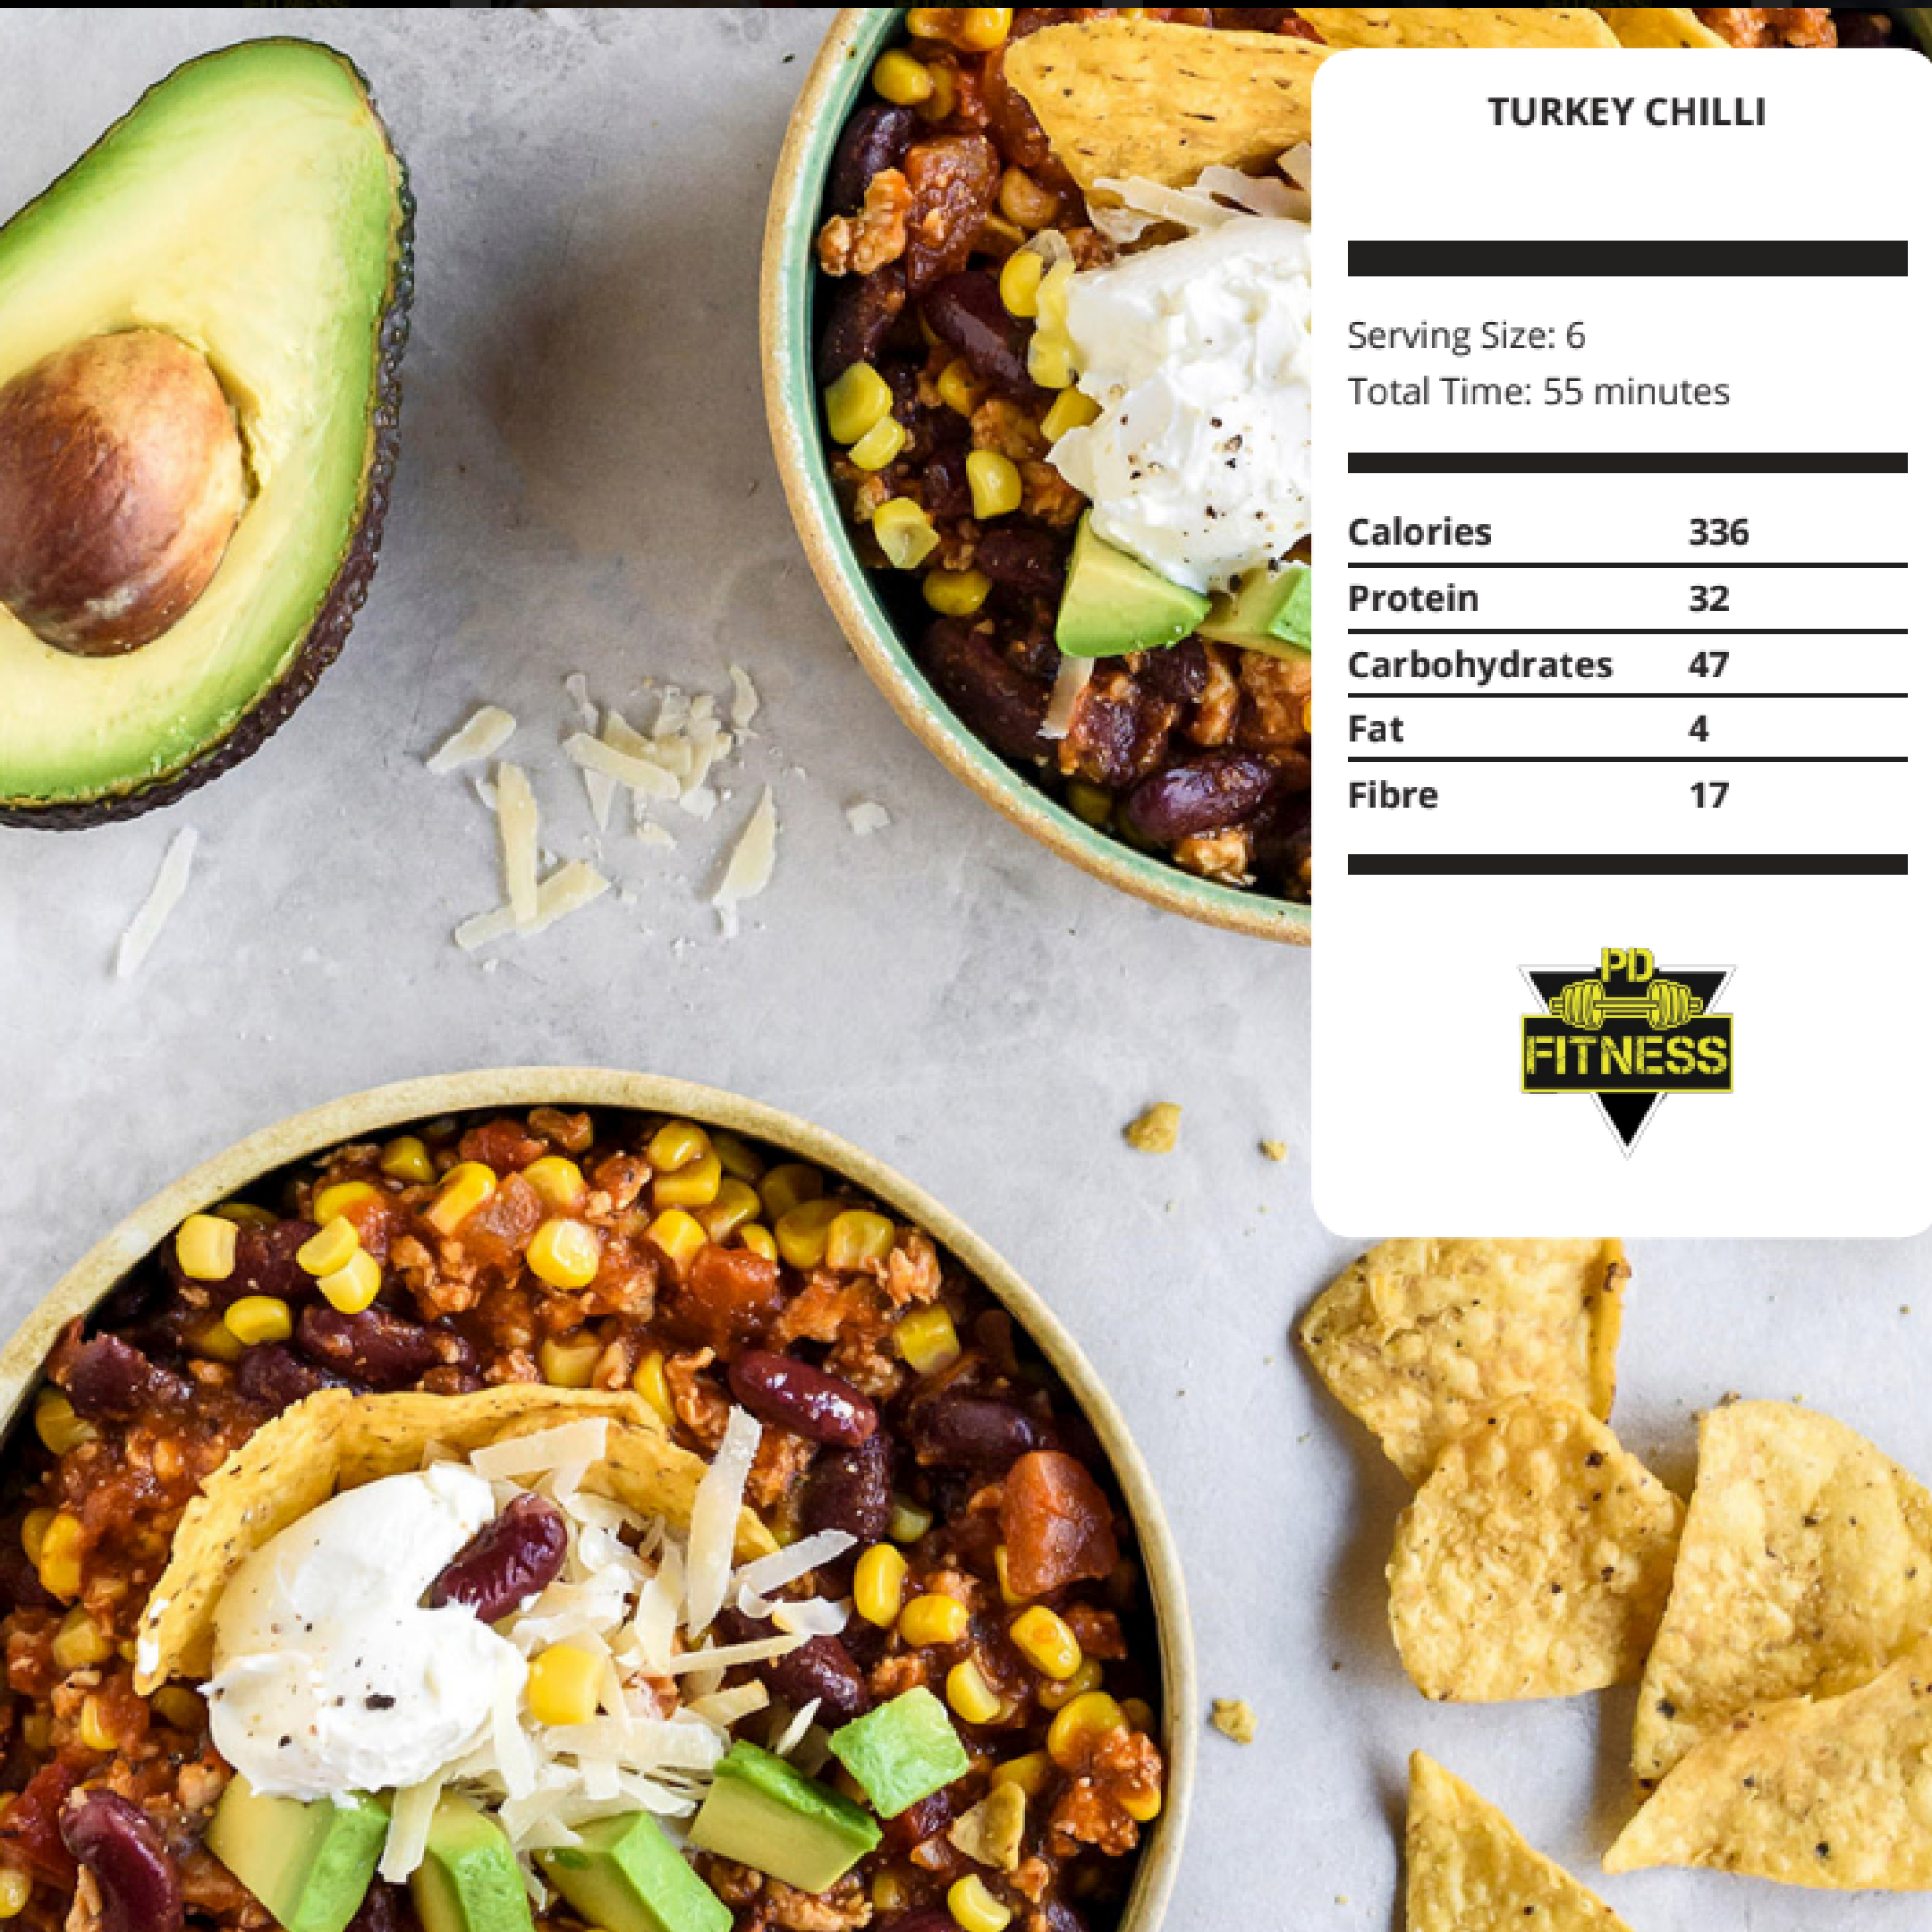 TURKEY CHILLI
Serving Size: 6
Total Time: 55 minutes
Calories 336
Protein 32
Carbohydrates 47
Fat 4
Fibre 17
PD
FITNESS